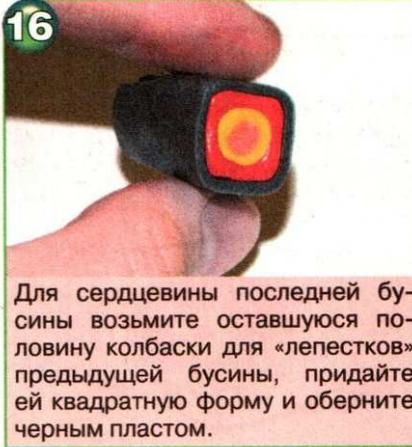 16
Для сердцевины последней бу-
сины возьмите оставшуюся по-
ловину колбаски для «лепестков»
предыдущей бусины, придайте
ей квадратную форму и оберните
черным пластом.